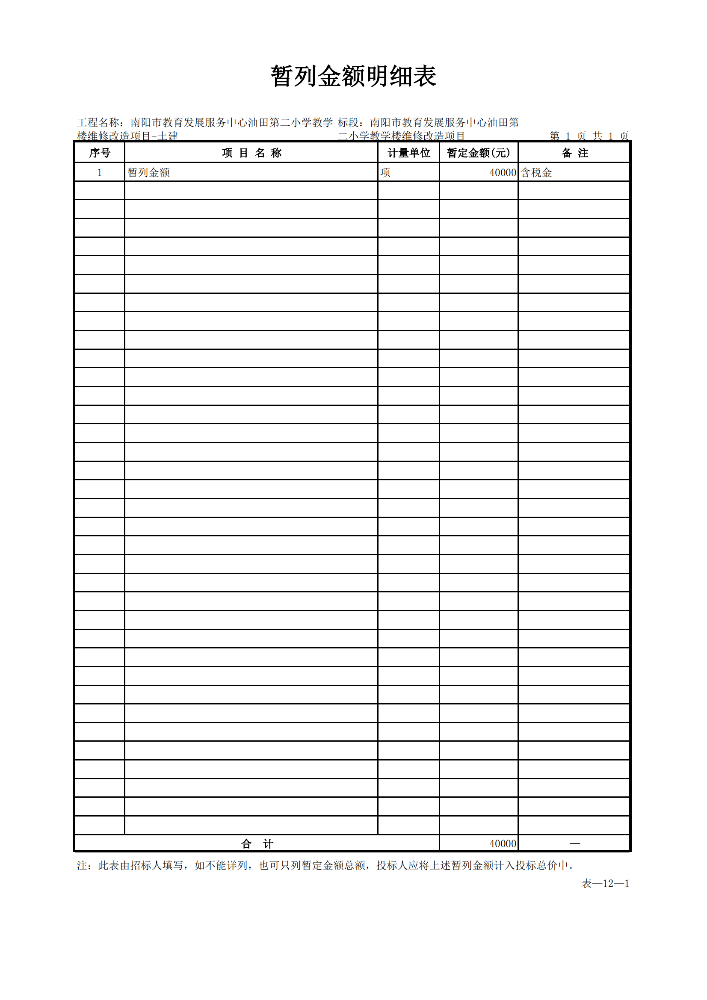 暂列金额明细表
工程名称：南阳市教育发展服务中心油田第二小学教学 标段：南阳市教育发展服务中心油田第
楼维修改造项目-土建 二小学教学楼维修改造项目 第 1 页 共 1 页
序号 项 目 名 称 计量单位 暂定金额(元) 备 注
1 暂列金额 项 40000 含税金
合 计 40000 —
注：此表由招标人填写，如不能详列，也可只列暂定金额总额，投标人应将上述暂列金额计入投标总价中。
表—12—1